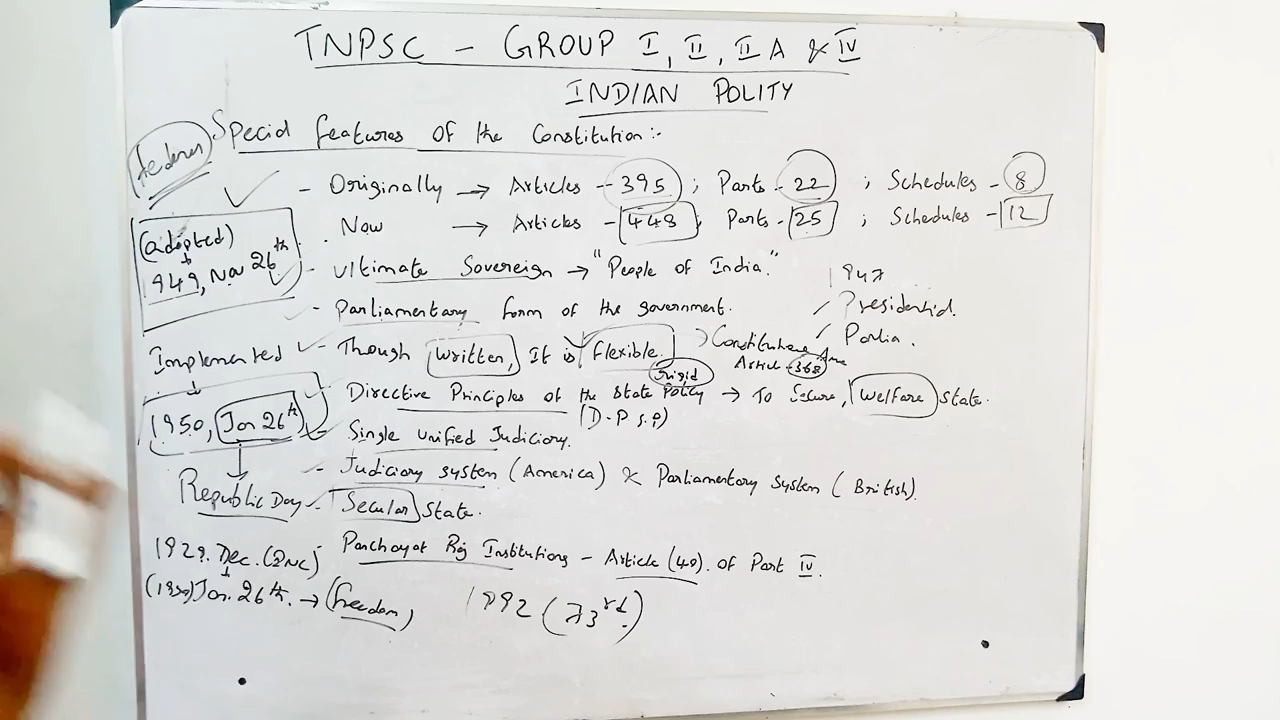 TNPSC - GROUP I, II, II A & IV
INDIAN POLITY
Special features of the Constitution:-
- Originally → Articles - 395 ; Parts - 22 ; Schedules - 8
- Now → Articles - 448 ; Parts - 25 ; Schedules - 12
- Ultimate Sovereign → "People of India."
- Parliamentary form of the government.
- Though written, It is flexible.
rigid
Article - 368
1947
Presidential.
Parlia.
Directive Principles of the State Policy → To Secure, Welfare State.
(D.P.S.P)
Single unified Judiciary.
- Judiciary system (America) & Parliamentary System (British).
- Secular State.
Panchayat Raj Institutions - Article (40). of Part IV.
1992 (73rd)
(adopted)
1949, Nov 26th
Implemented
1950, Jan 26th
Republic Day
1929. Dec. (INC)
(1930) Jan. 26th. → (freedom)